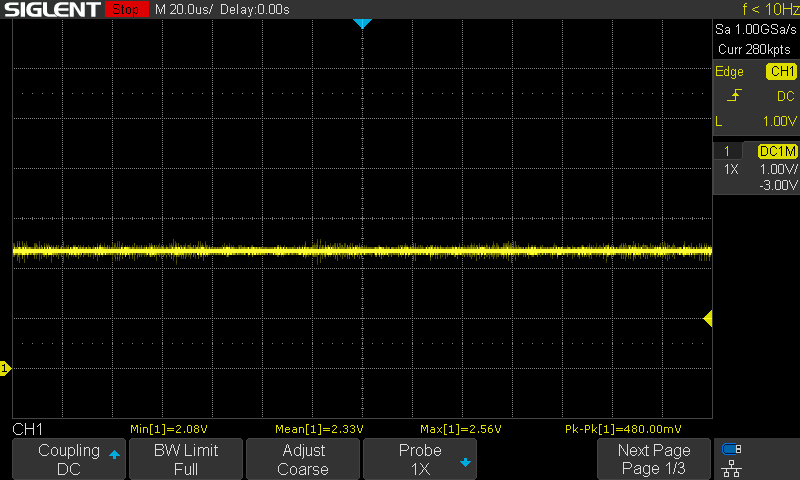 SIGLENT Stop M 20.0us/ Delay:0.00s f < 10Hz
Sa 1.00GSa/s
Curr 280kpts
Edge CH1
DC
L 1.00V
1 DC1M
1X 1.00V/
-3.00V
1
CH1 Min[1]=2.08V Mean[1]=2.33V Max[1]=2.56V Pk-Pk[1]=480.00mV
Coupling BW Limit Adjust Probe Next Page
DC Full Coarse 1X Page 1/3